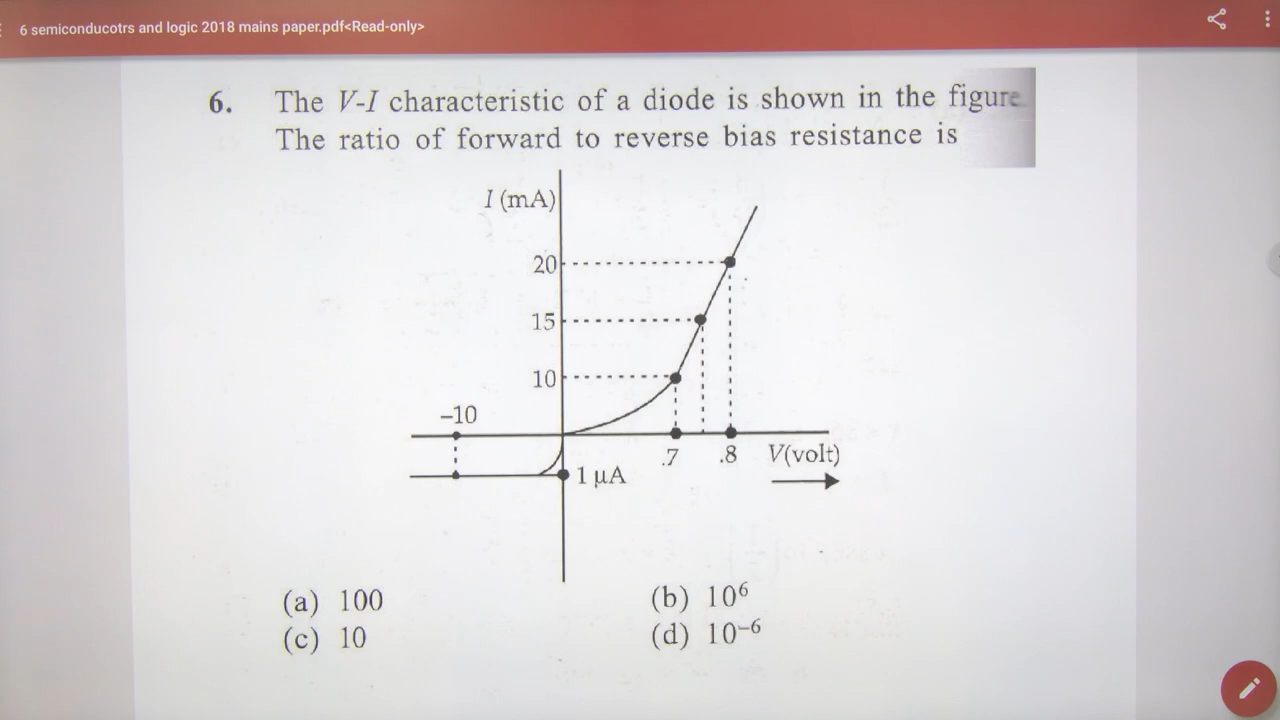 6 semiconducotrs and logic 2018 mains paper.pdf<Read-only>
6. The V-I characteristic of a diode is shown in the figure
The ratio of forward to reverse bias resistance is
I (mA)
20
15
10
–10
.7 .8 V(volt)
1 μA
(a) 100 (b) 10⁶
(c) 10 (d) 10⁻⁶